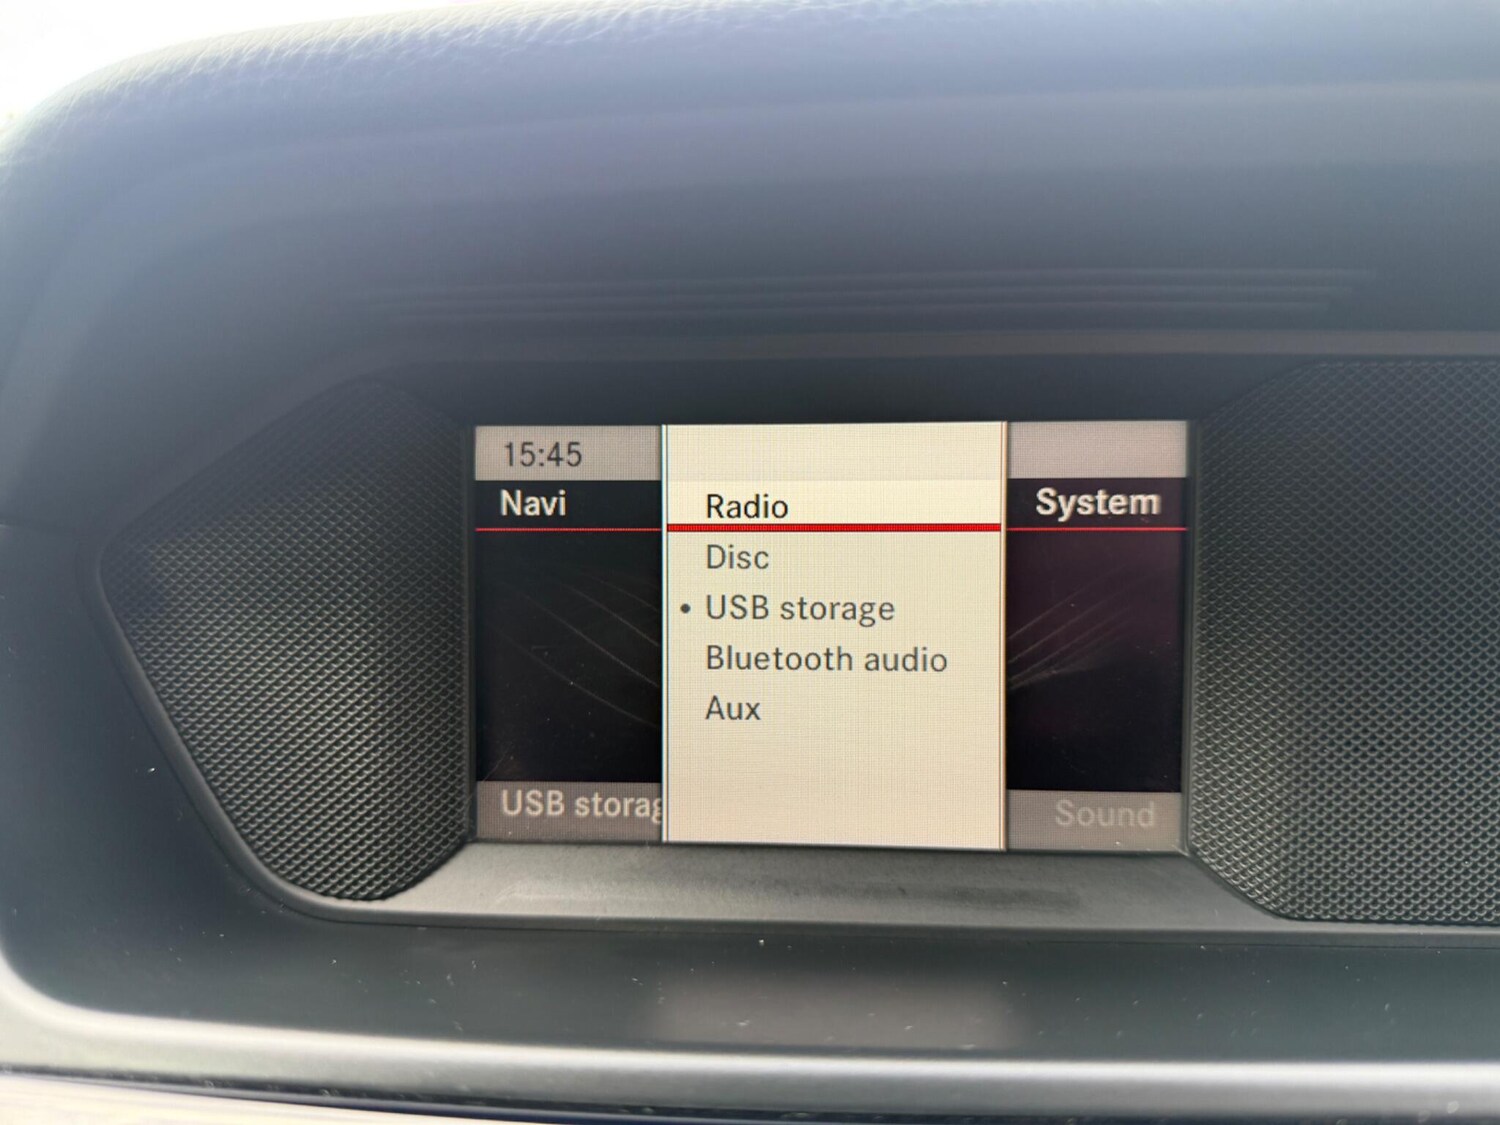 15:45
Navi
Radio
System
Disc
• USB storage
Bluetooth audio
Aux
USB storag
Sound